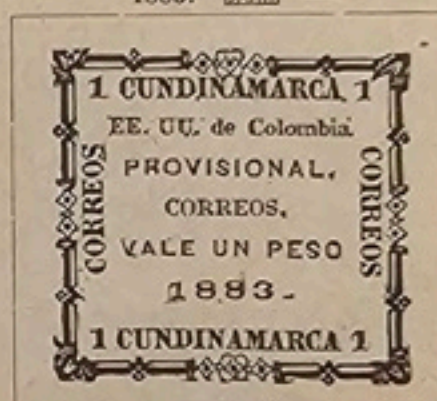 1 CUNDINAMARCA 1
EE. UU. de Colombia
PROVISIONAL.
CORREOS.
VALE UN PESO
1883.
CORREOS
CORREOS
1 CUNDINAMARCA 1